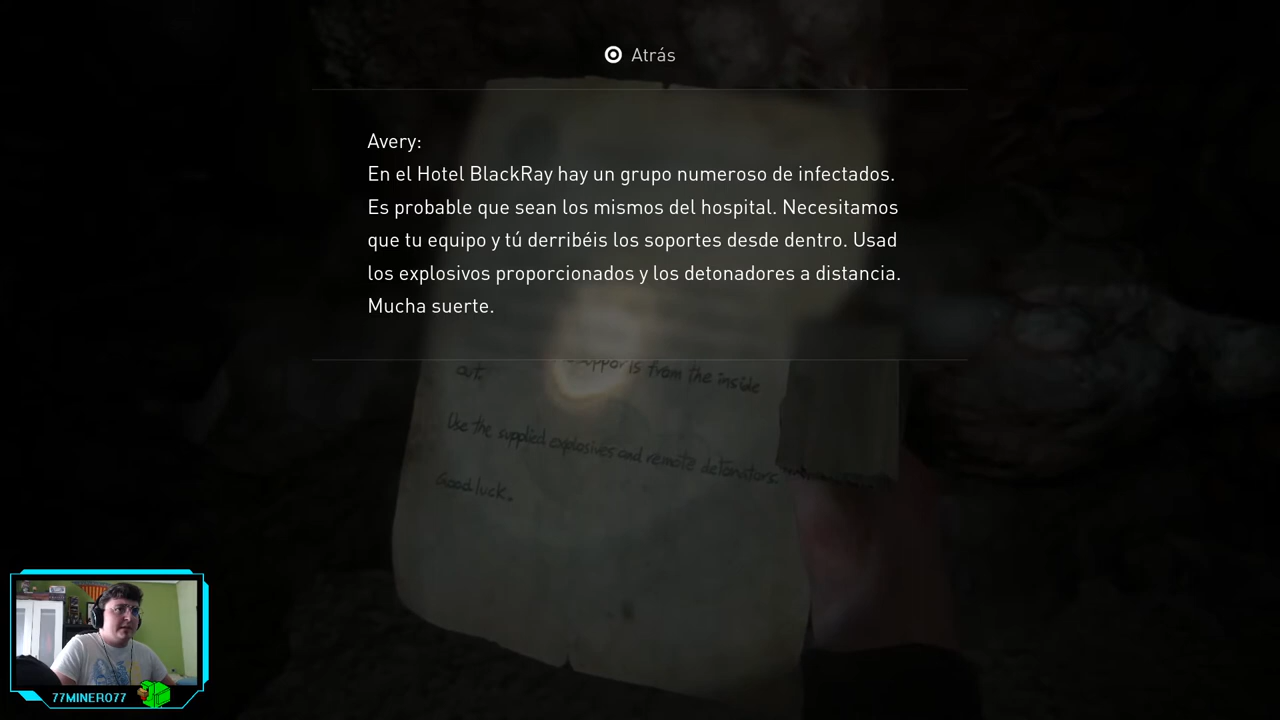 Atrás
Avery:
En el Hotel BlackRay hay un grupo numeroso de infectados.
Es probable que sean los mismos del hospital. Necesitamos
que tu equipo y tú derribéis los soportes desde dentro. Usad
los explosivos proporcionados y los detonadores a distancia.
Mucha suerte.
from the inside
out.
Use the supplied explosives and remote detonators.
Good luck.
77MINERO77